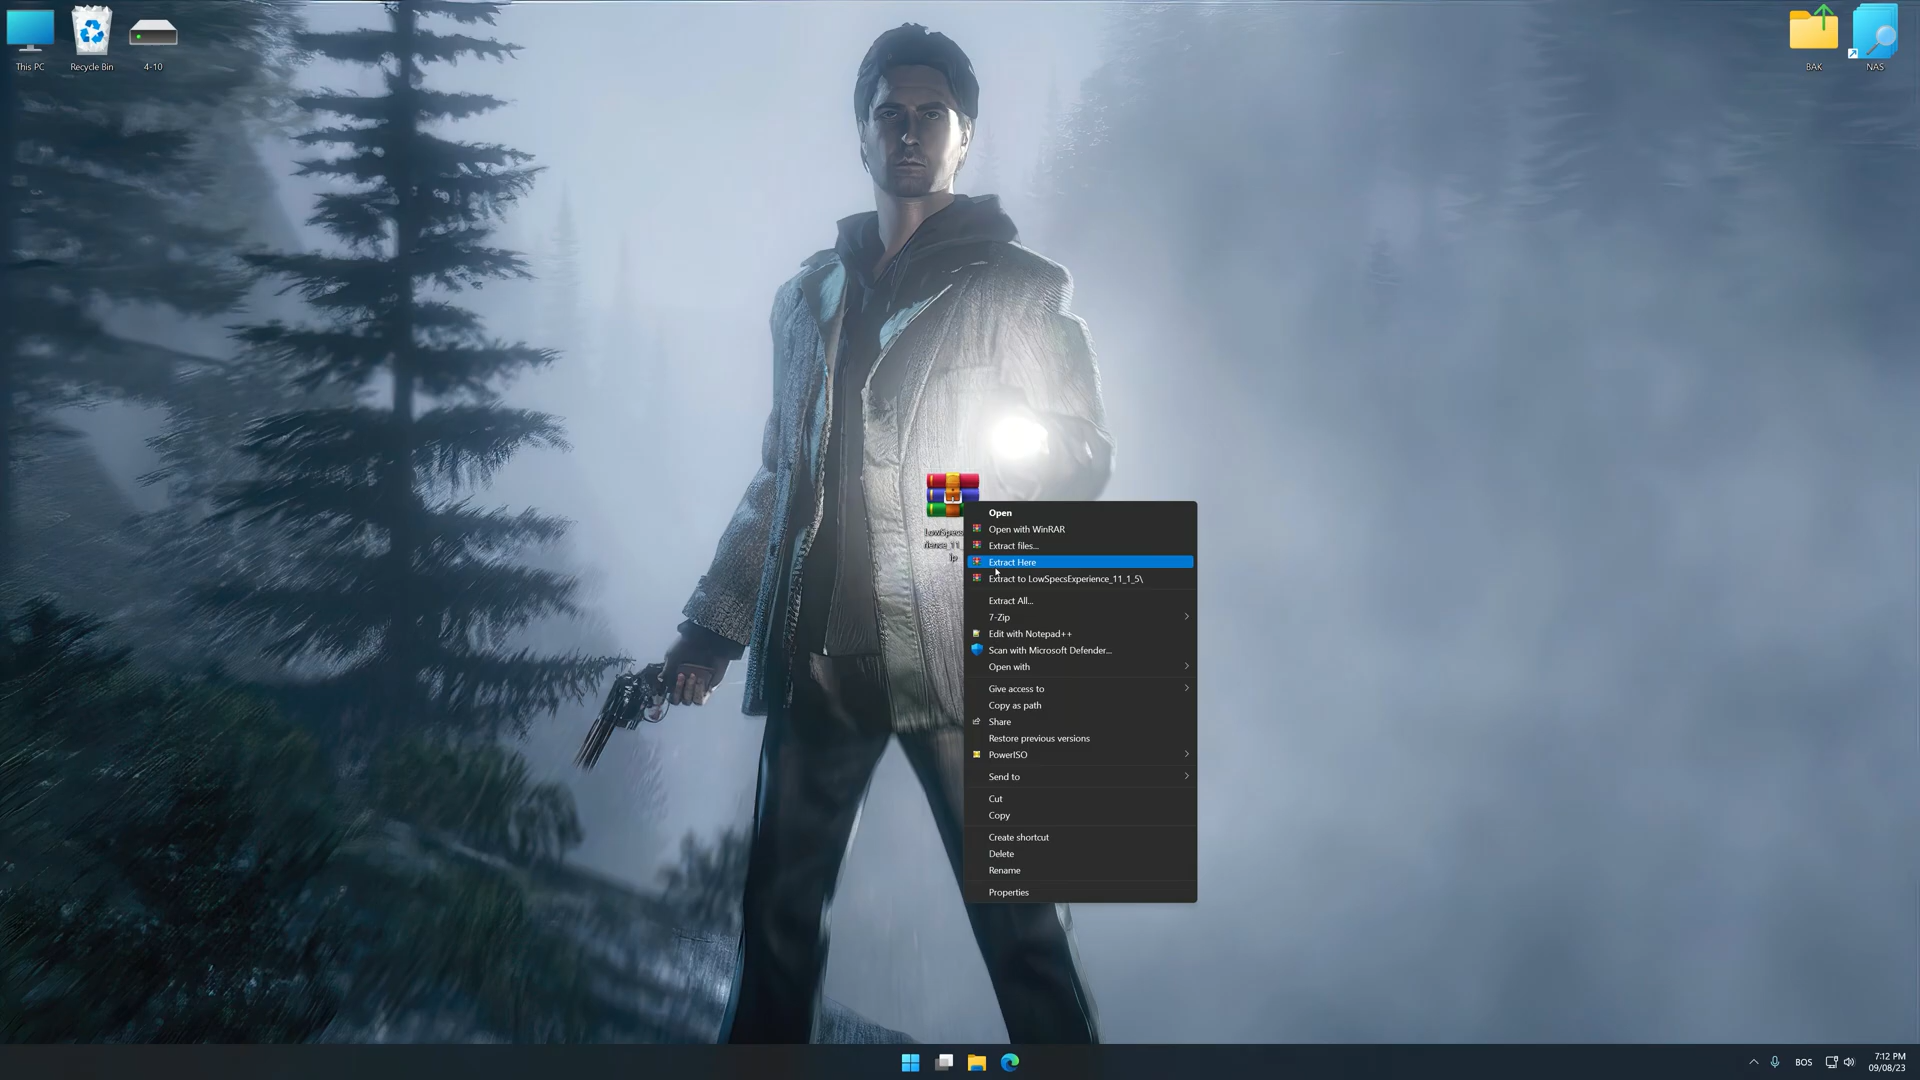 This PC
Recycle Bin
4-10
BAK
NAS
Open
Open with WinRAR
Extract files...
Extract Here
Extract to LowSpecsExperience_11_1_5\
Extract All...
7-Zip
Edit with Notepad++
Scan with Microsoft Defender...
Open with
Give access to
Copy as path
Share
Restore previous versions
PowerISO
Send to
Cut
Copy
Create shortcut
Delete
Rename
Properties
BOS
7:12 PM
09/08/23